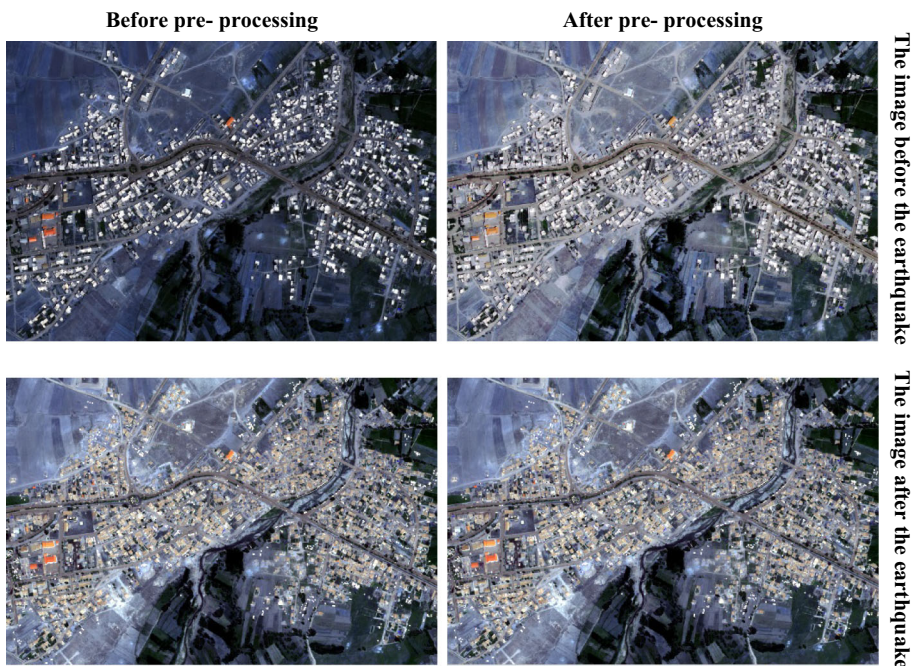 Before pre- processing
After pre- processing
The image before the earthquake
The image after the earthquake